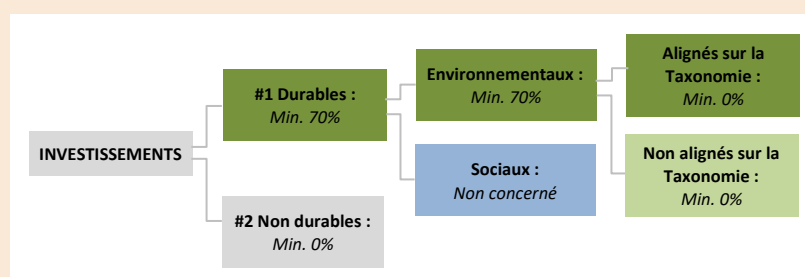 INVESTISSEMENTS
#1 Durables :
Min. 70%
#2 Non durables :
Min. 0%
Environnementaux :
Min. 70%
Sociaux :
Non concerné
Alignés sur la
Taxonomie :
Min. 0%
Non alignés sur la
Taxonomie :
Min. 0%